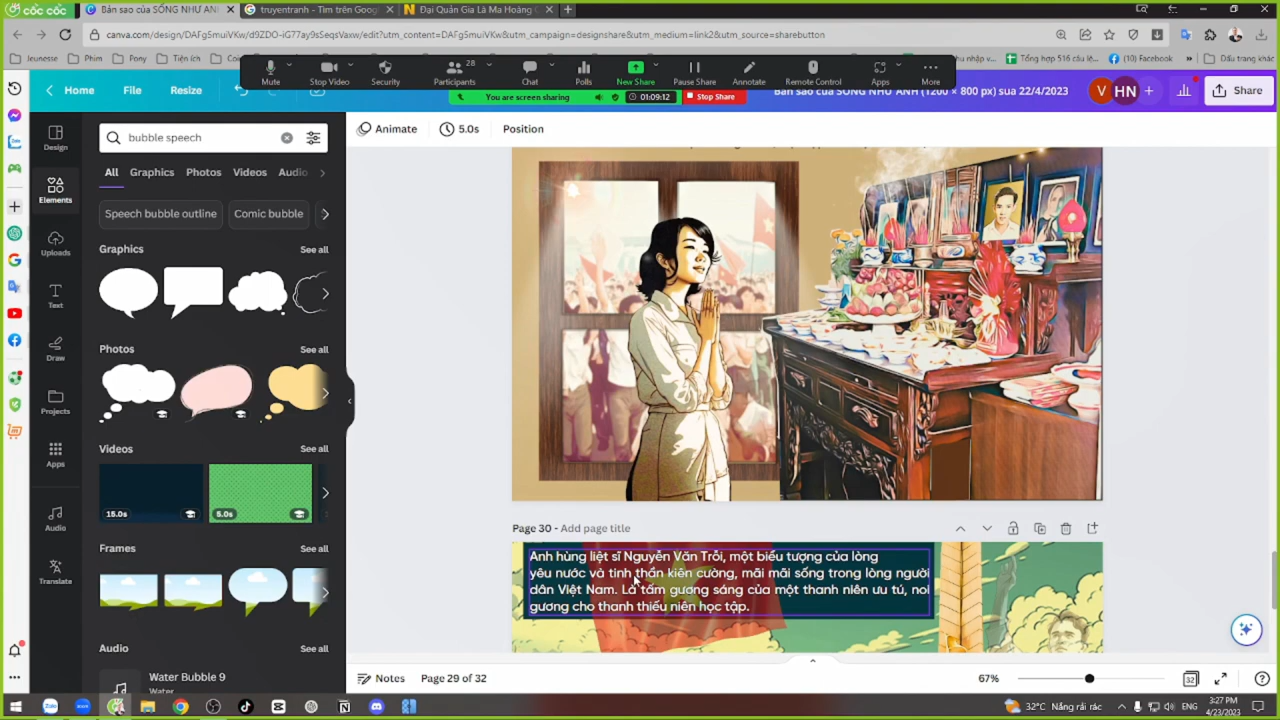 CỐC CỐC
Bản sao của SỐNG NHƯ ANH
truyentranh - Tìm trên Goog
Đại Quản Gia Là Ma Hoàng C
canva.com/design/DAFg5muiVKw/d9ZDO-iG77ay9sSeqsVaxw/edit?utm_content=DAFg5muiVKw&utm_campaign=designshare&utm_medium=link2&utm_source=sharebutton
Jeunesse
Phim
Pony
Tiện ích
Tổng hợp 515 câu lệ...
(10) Facebook
Dấu trang khác
Mute
Stop Video
Security
28
Participants
Chat
Polls
New Share
Pause Share
Annotate
Remote Control
Apps
More
You are screen sharing
01:09:12
Stop Share
Home
File
Resize
Bản sao của SỐNG NHƯ ANH (1200 × 800 px) sua 22/4/2023
V
HN
Share
Design
Elements
Uploads
Text
Draw
Projects
Apps
Audio
Translate
bubble speech
All
Graphics
Photos
Videos
Audio
Speech bubble outline
Comic bubble
Graphics
See all
Photos
See all
Videos
See all
15.0s
5.0s
Frames
See all
Audio
See all
Water Bubble 9
Water
Animate
5.0s
Position
Page 30 - Add page title
Anh hùng liệt sĩ Nguyễn Văn Trỗi, một biểu tượng của lòng
yêu nước và tinh thần kiên cường, mãi mãi sống trong lòng người
dân Việt Nam. Là tấm gương sáng của một thanh niên ưu tú, noi
gương cho thanh thiếu niên học tập.
Notes
Page 29 of 32
67%
32
32°C Nắng rải rác
ENG
3:27 PM
4/23/2023